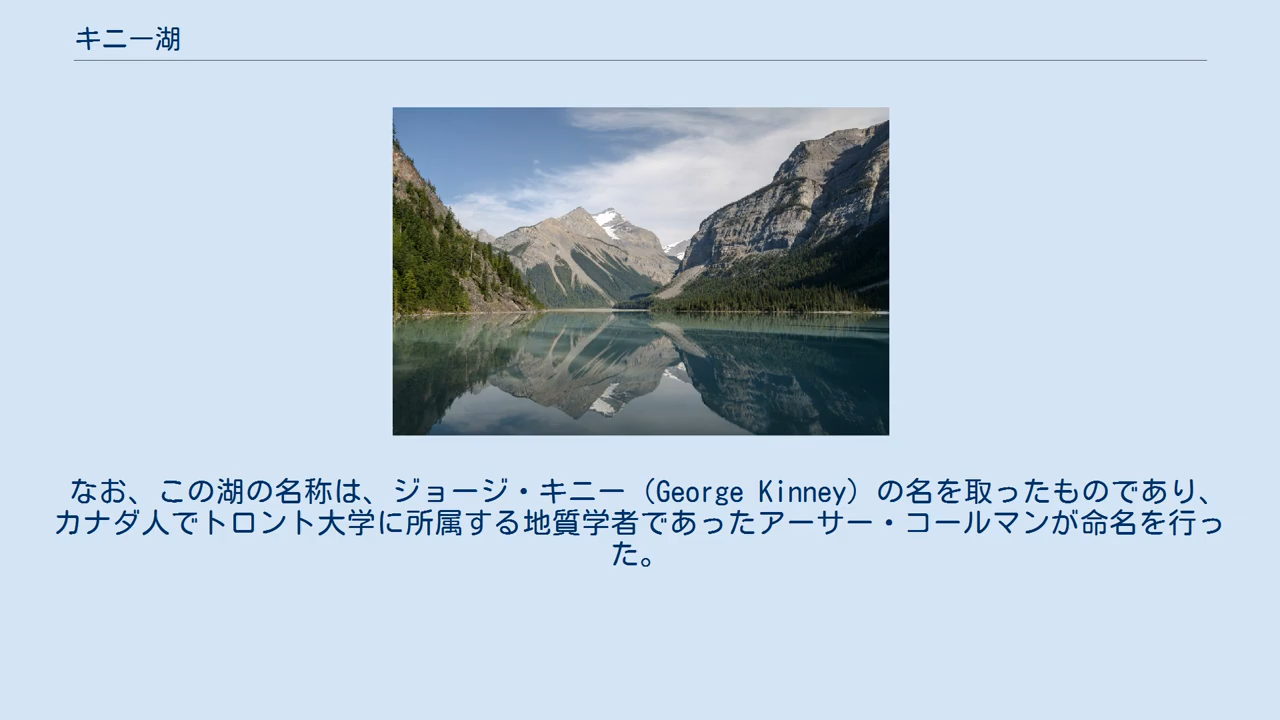 キニー湖
なお、この湖の名称は、ジョージ・キニー（George Kinney）の名を取ったものであり、
カナダ人でトロント大学に所属する地質学者であったアーサー・コールマンが命名を行っ
た。